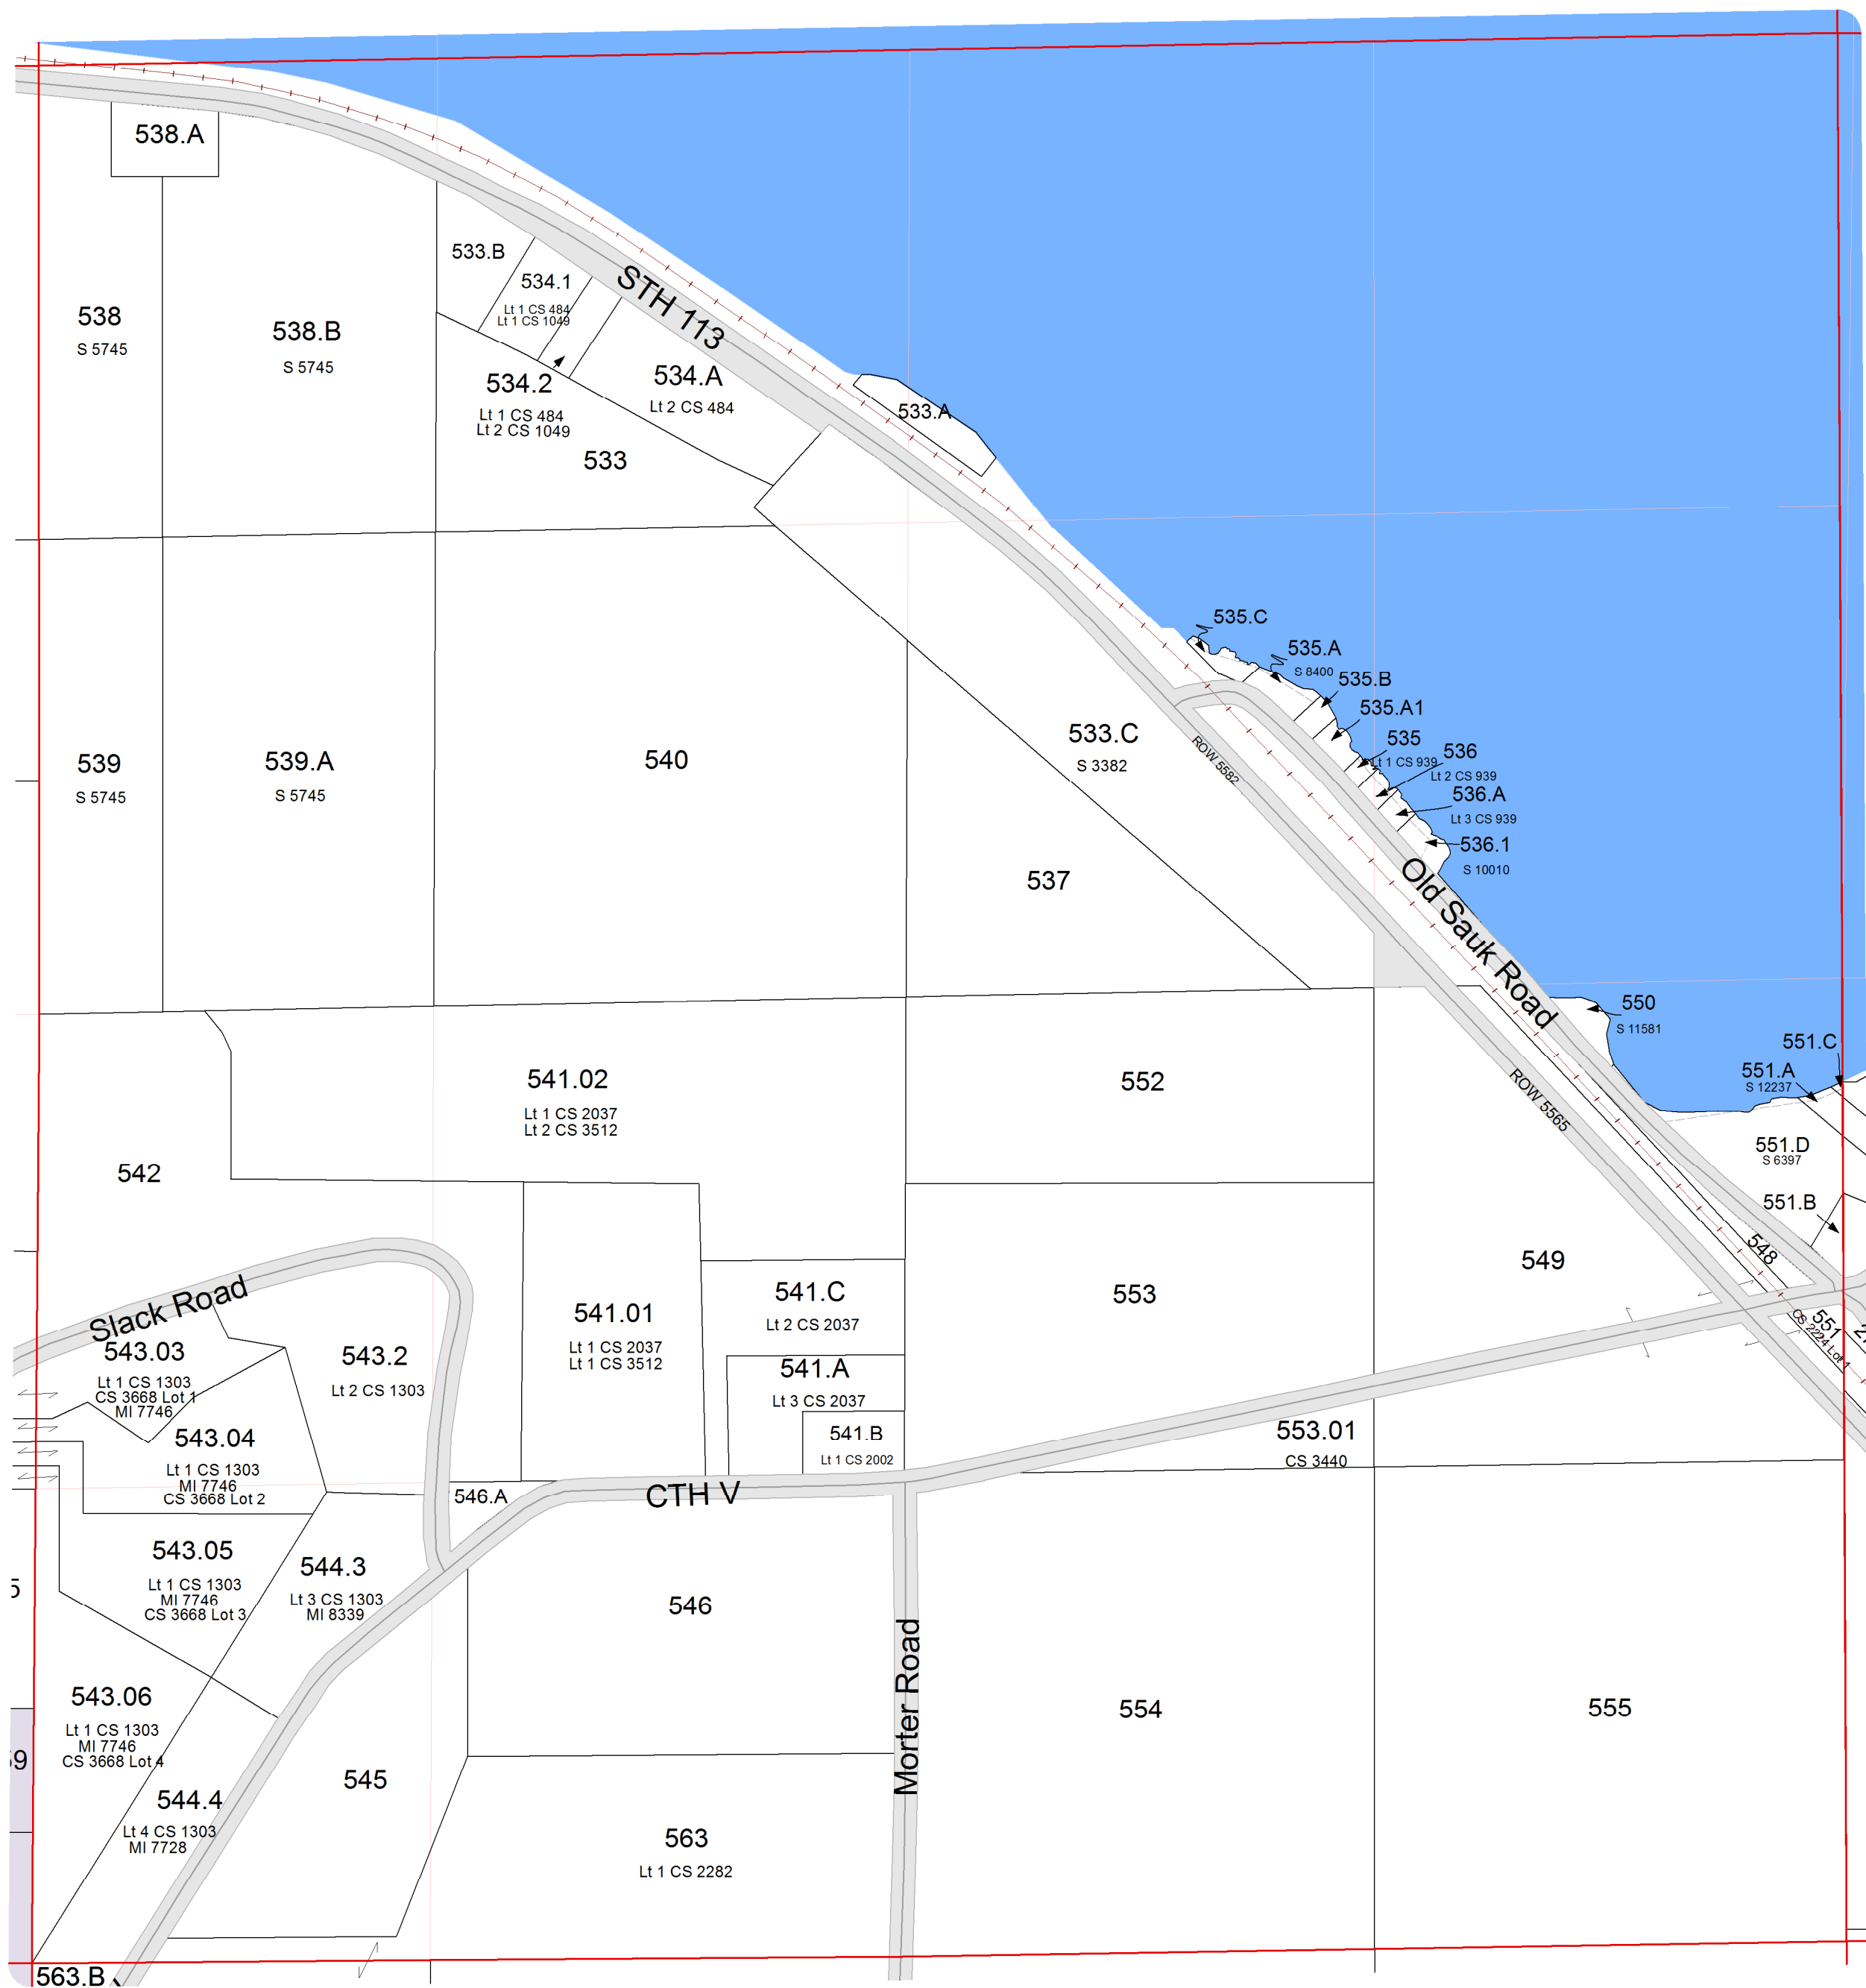 538.A
533.B
534.1
Lt 1 CS 484
Lt 1 CS 1049
STH 113
538
S 5745
538.B
S 5745
534.2
Lt 1 CS 484
Lt 2 CS 1049
534.A
Lt 2 CS 484
533.A
533
535.C
535.A
S 8400
535.B
535.A1
535
Lt 1 CS 939
536
Lt 2 CS 939
536.A
Lt 3 CS 939
536.1
S 10010
539
S 5745
539.A
S 5745
540
533.C
S 3382
ROW 5582
537
Old Sauk Road
550
S 11581
551.C
551.A
S 12237
551.D
S 6397
551.B
541.02
Lt 1 CS 2037
Lt 2 CS 3512
552
ROW 5565
542
548
549
Slack Road
541.01
Lt 1 CS 2037
Lt 1 CS 3512
541.C
Lt 2 CS 2037
553
551
CS 2224 Lot 1
543.03
Lt 1 CS 1303
CS 3668 Lot 1
MI 7746
543.2
Lt 2 CS 1303
541.A
Lt 3 CS 2037
541.B
Lt 1 CS 2002
553.01
CS 3440
543.04
Lt 1 CS 1303
MI 7746
CS 3668 Lot 2
546.A
CTH V
543.05
Lt 1 CS 1303
MI 7746
CS 3668 Lot 3
544.3
Lt 3 CS 1303
MI 8339
546
Morter Road
543.06
Lt 1 CS 1303
MI 7746
CS 3668 Lot 4
554
555
545
544.4
Lt 4 CS 1303
MI 7728
563
Lt 1 CS 2282
563.B